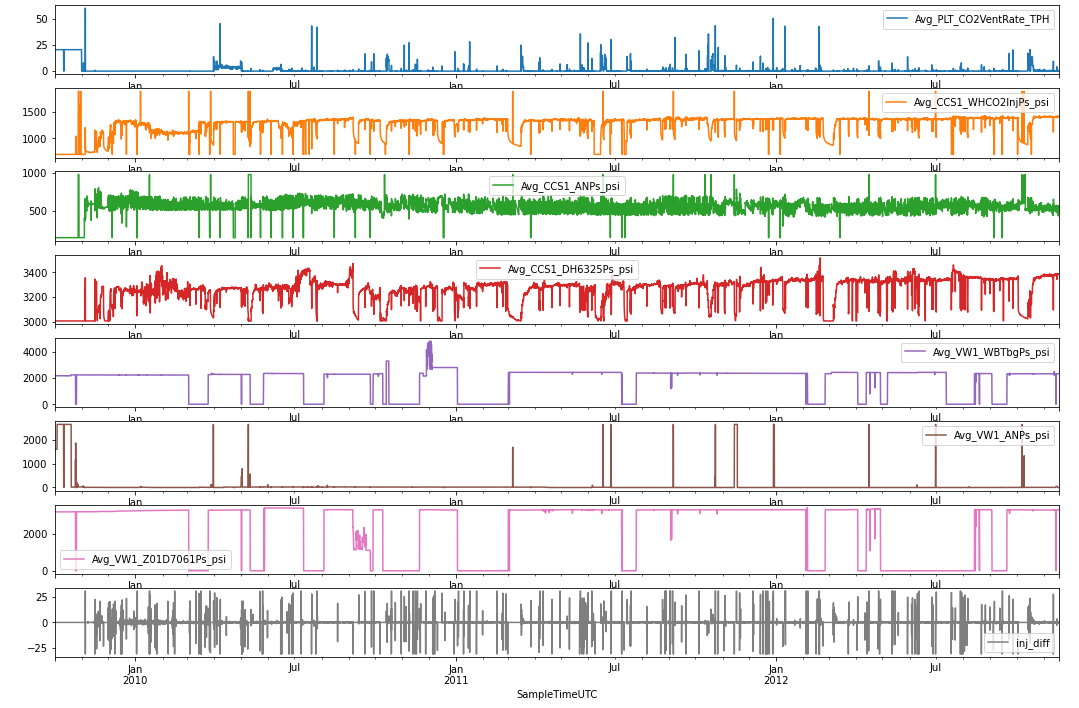 Avg_PLT_CO2VentRate_TPH
50
25
0
Jan Jul Jan Jul Jan Jul
Avg_CCS1_WHCO2InjPs_psi
1500
1000
Jan Jul Jan Jul Jan Jul
Avg_CCS1_ANPs_psi
1000
500
Jan Jul Jan Jul Jan Jul
Avg_CCS1_DH6325Ps_psi
3400
3200
3000
Jan Jul Jan Jul Jan Jul
Avg_VW1_WBTbgPs_psi
4000
2000
0
Jan Jul Jan Jul Jan Jul
Avg_VW1_ANPs_psi
2000
1000
0
Jan Jul Jan Jul Jan Jul
2000
Avg_VW1_Z01D7061Ps_psi
0
Jan Jul Jan Jul Jan Jul
25
0
inj_diff
−25
Jan Jul Jan Jul Jan Jul
2010 2011 2012
SampleTimeUTC